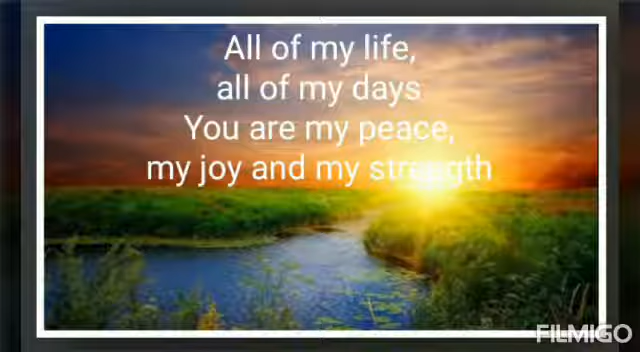 All of my life,
all of my days
You are my peace,
my joy and my strength
FILMIGO